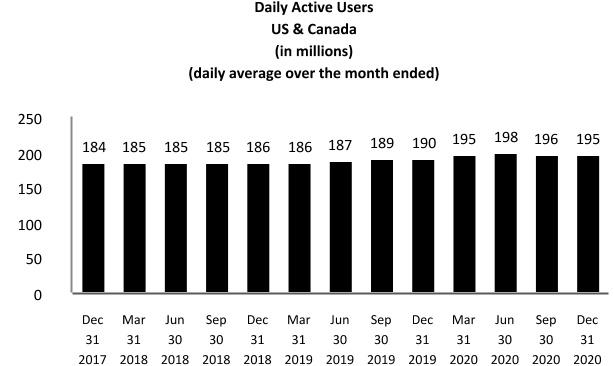 Daily Active Users
US & Canada
(in millions)
(daily average over the month ended)
250
200
150
100
50
0
184 185 185 185 186 186 187 189 190 195 198 196 195
Dec Mar Jun Sep Dec Mar Jun Sep Dec Mar Jun Sep Dec
31 31 30 30 31 31 30 30 31 31 30 30 31
2017 2018 2018 2018 2018 2019 2019 2019 2019 2020 2020 2020 2020